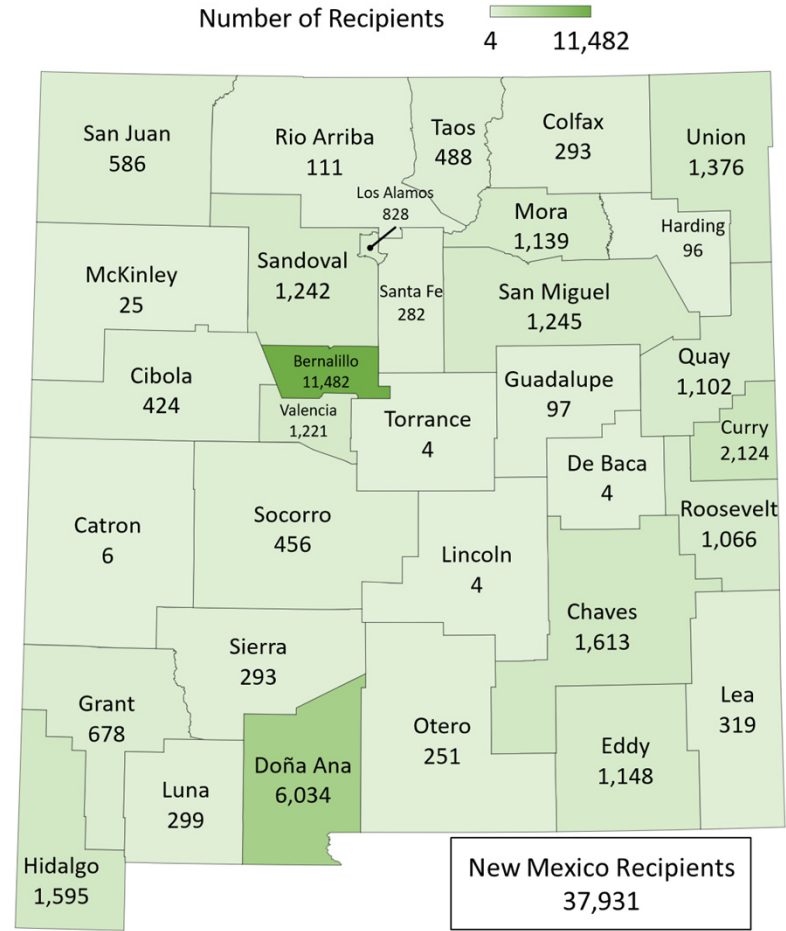 Number of Recipients
4 11,482
San Juan
586
Rio Arriba
111
Taos
488
Colfax
293
Union
1,376
Los Alamos
828
Mora
1,139
Harding
96
McKinley
25
Sandoval
1,242
Santa Fe
282
San Miguel
1,245
Bernalillo
11,482
Cibola
424
Valencia
1,221
Torrance
4
Guadalupe
97
Quay
1,102
Curry
2,124
De Baca
4
Catron
6
Socorro
456
Lincoln
4
Roosevelt
1,066
Chaves
1,613
Sierra
293
Grant
678
Doña Ana
6,034
Otero
251
Lea
319
Eddy
1,148
Luna
299
Hidalgo
1,595
New Mexico Recipients
37,931